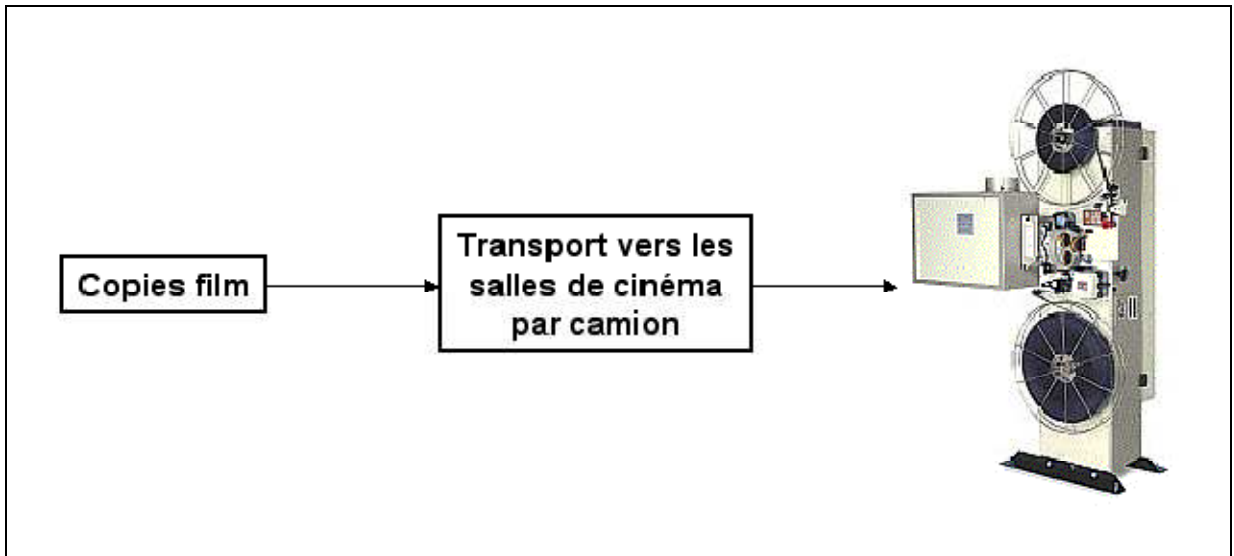 Copies film
Transport vers les
salles de cinéma
par camion